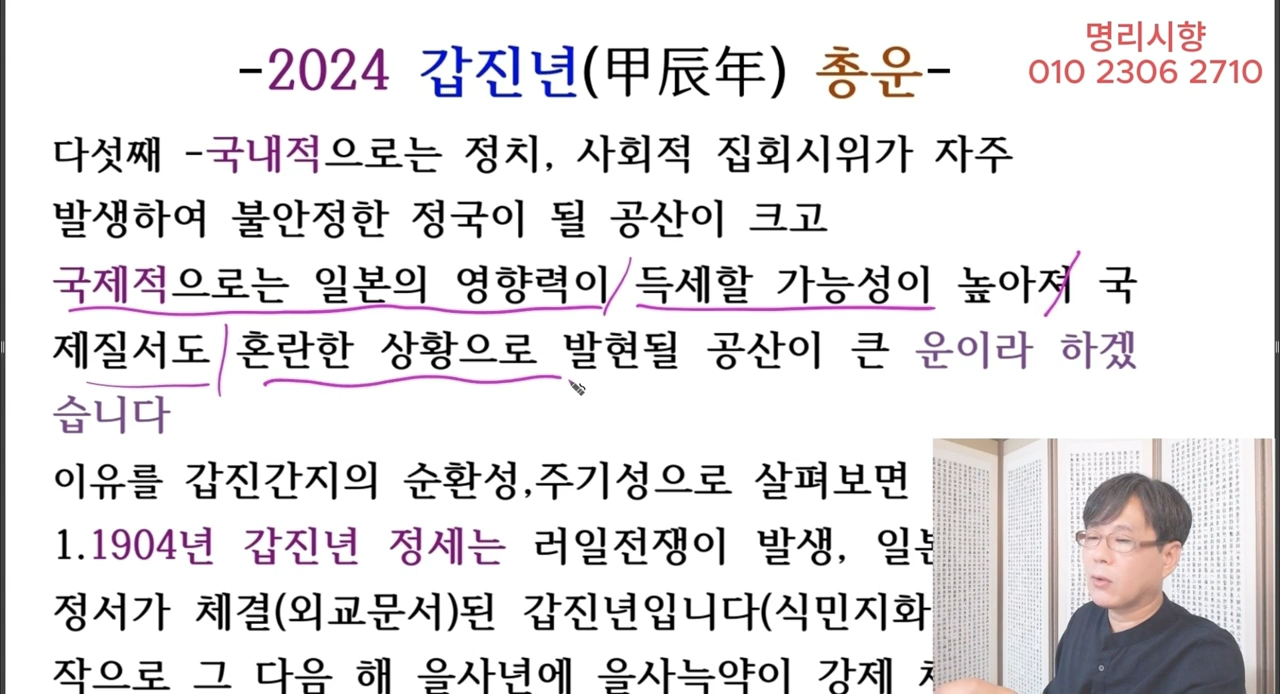 명리시향
010 2306 2710
-2024 갑진년(甲辰年) 총운-
다섯째 -국내적으로는 정치, 사회적 집회시위가 자주
발생하여 불안정한 정국이 될 공산이 크고
국제적으로는 일본의 영향력이 득세할 가능성이 높아져 국
제질서도 혼란한 상황으로 발현될 공산이 큰 운이라 하겠
습니다
이유를 갑진간지의 순환성,주기성으로 살펴보면
1.1904년 갑진년 정세는 러일전쟁이 발생,
정서가 체결(외교문서)된 갑진년입니다(식민지화
작으로 그 다음 해 을사년에 을사늑약이 강제